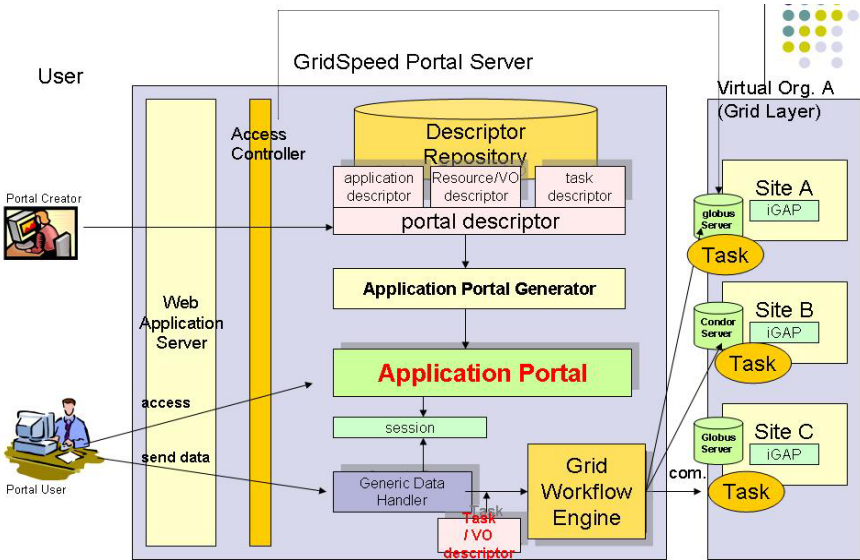 User
GridSpeed Portal Server
Virtual Org. A
(Grid Layer)
Access
Controller
Descriptor
Repository
application
descriptor
Resource/VO
descriptor
task
descriptor
portal descriptor
Portal Creator
Application Portal Generator
Web
Application
Server
Application Portal
access
session
send data
Portal User
Generic Data
Handler
Task
Task
/ VO
descriptor
Grid
Workflow
Engine
com.
Site A
globus
Server
iGAP
Task
Site B
Condor
Server
iGAP
Task
Site C
Globus
Server
iGAP
Task